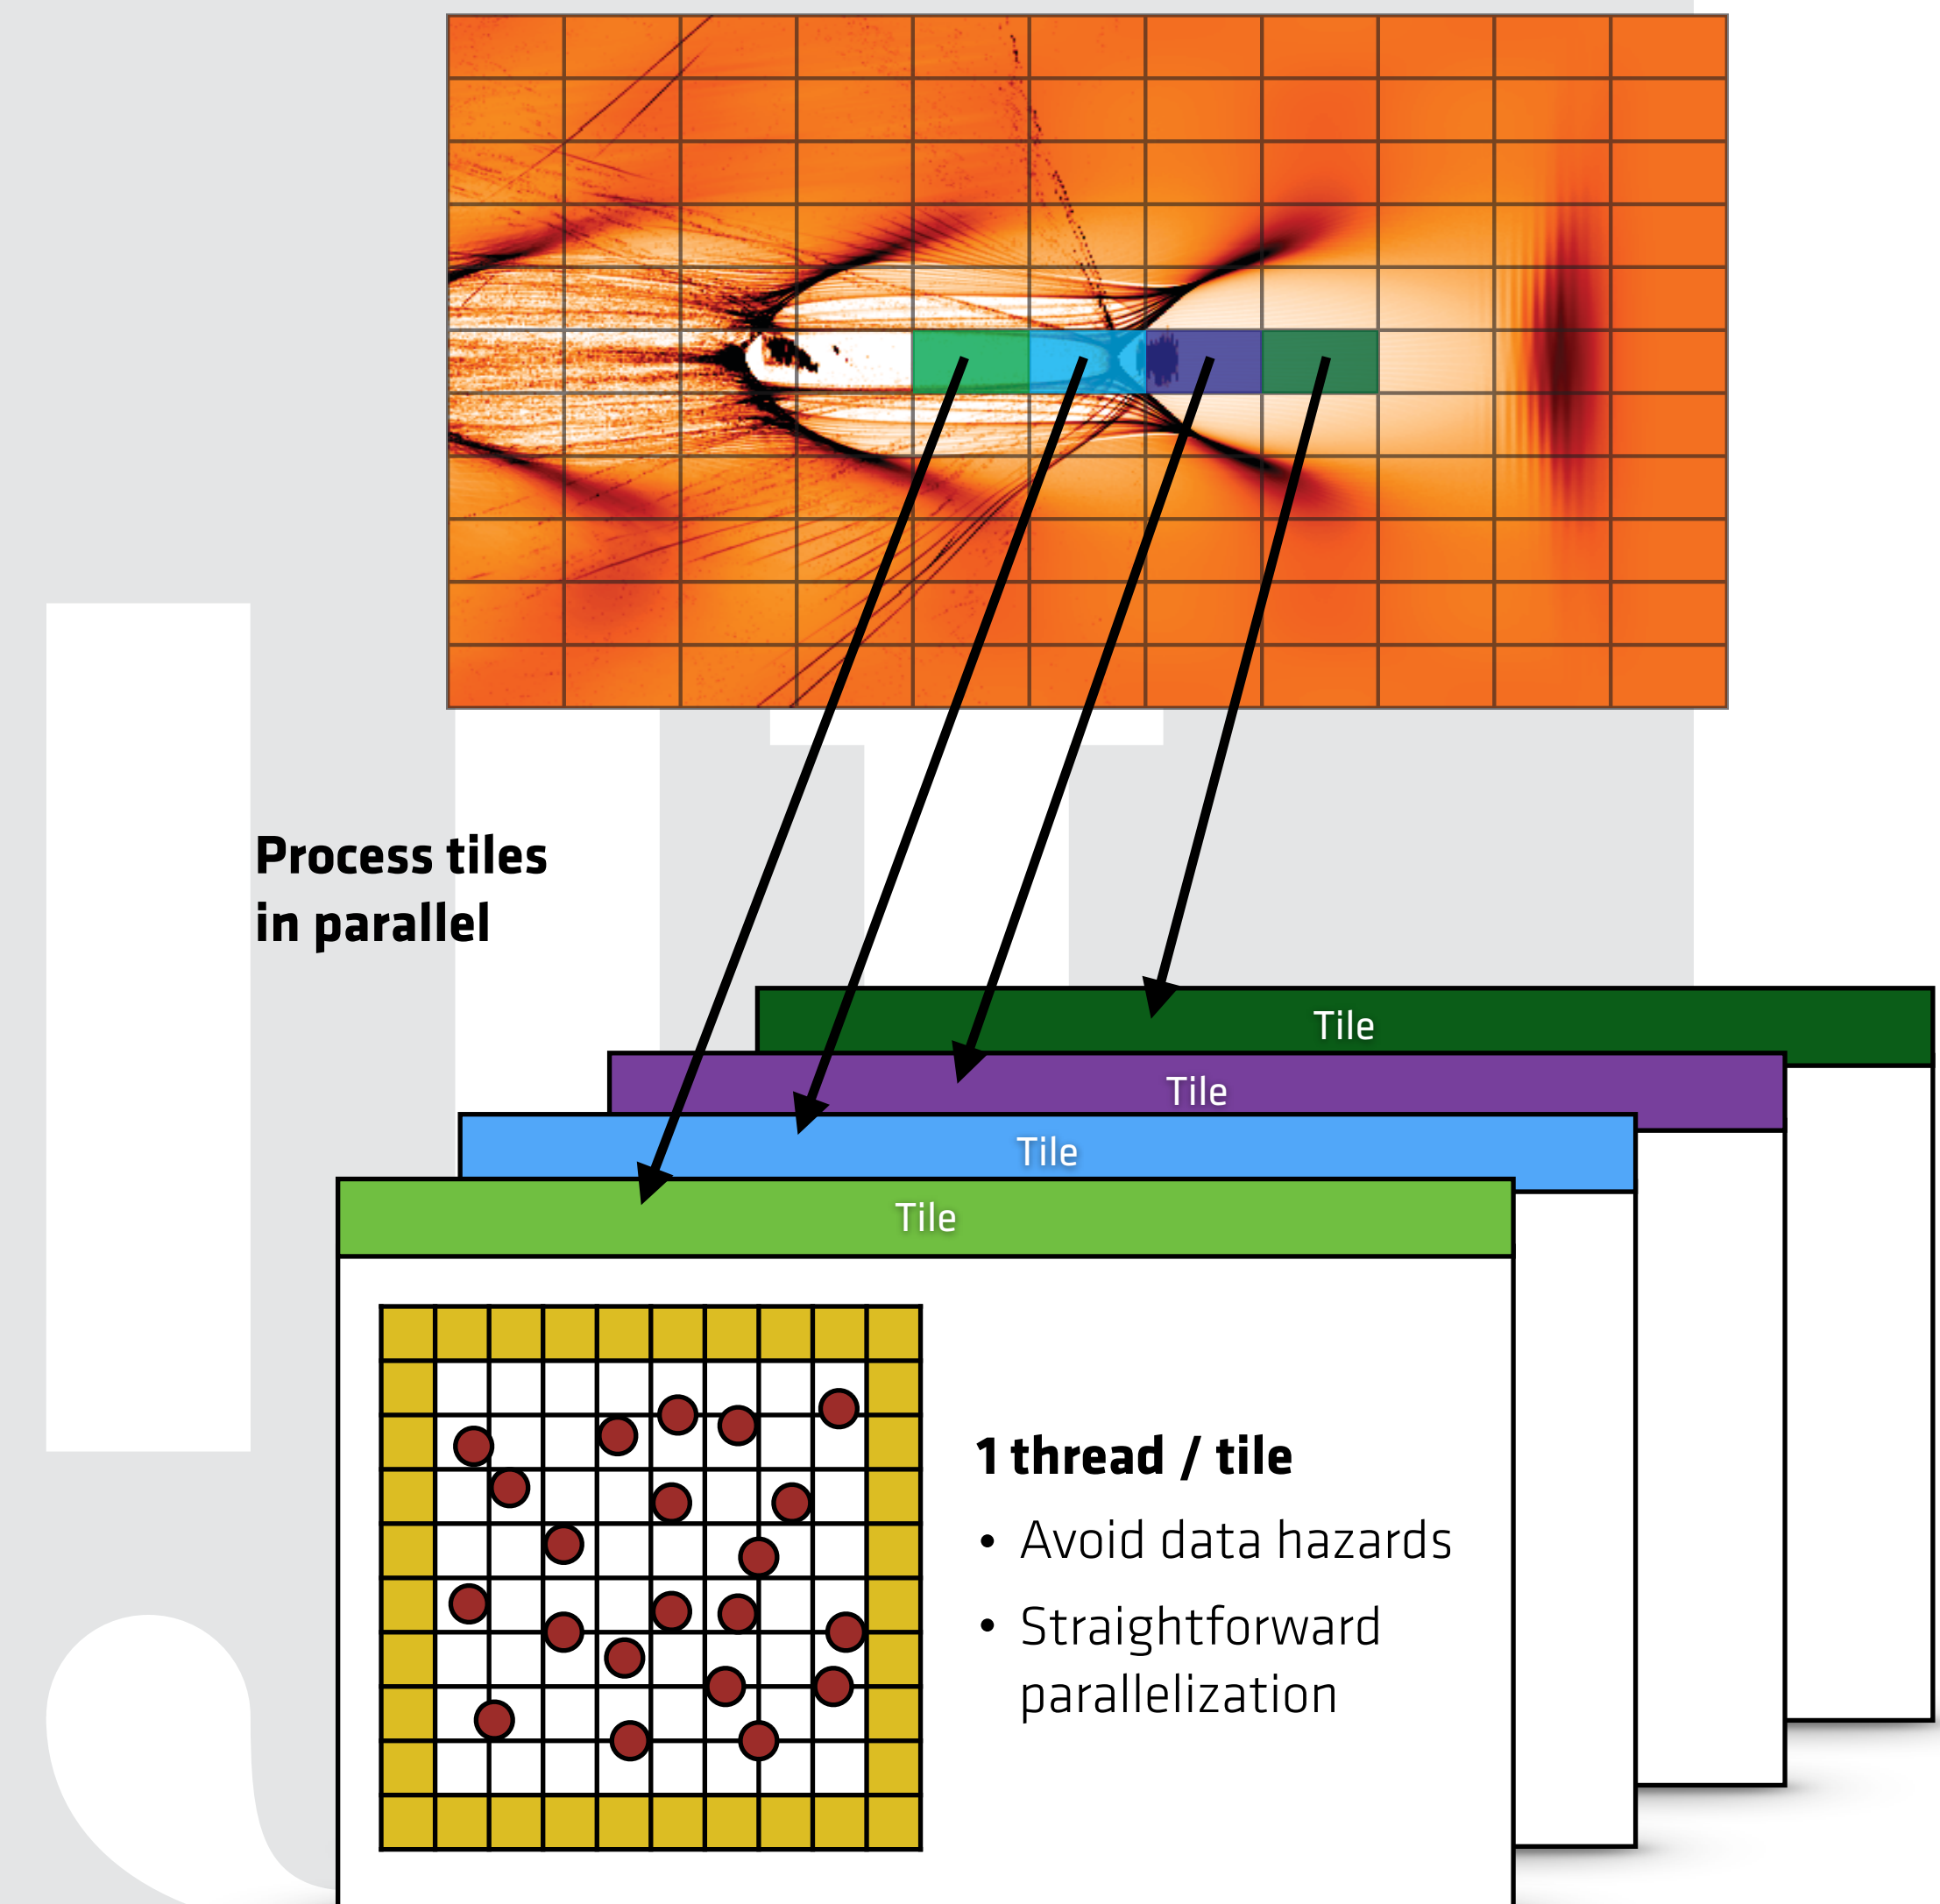 Process tiles
in parallel
Tile
Tile
Tile
Tile
1 thread / tile
• Avoid data hazards
• Straightforward
parallelization